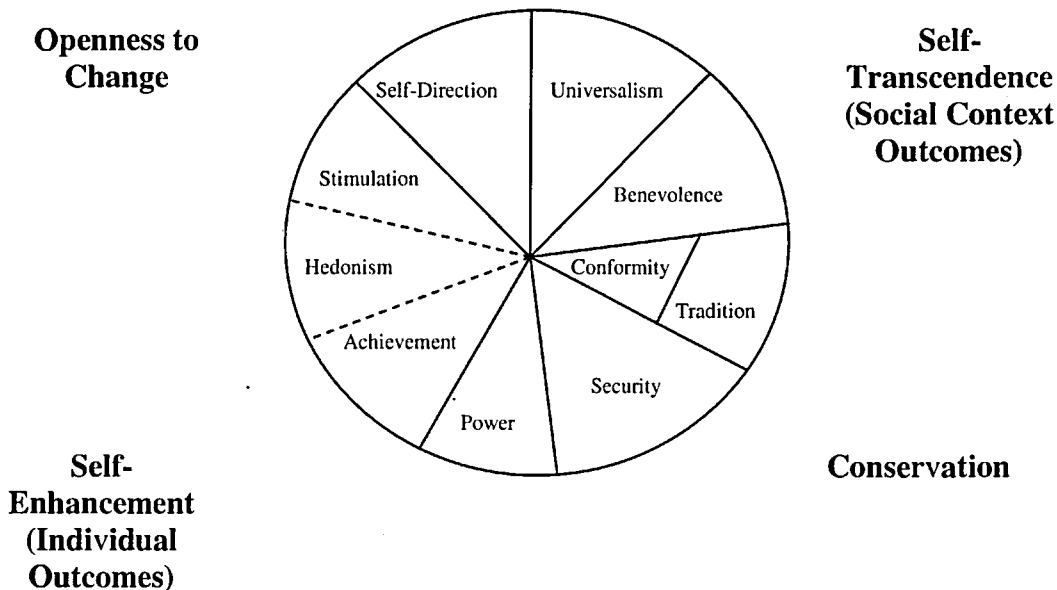 Openness to
Change
Self-
Transcendence
(Social Context
Outcomes)
Self-Direction
Universalism
Stimulation
Benevolence
Hedonism
Conformity
Tradition
Achievement
Security
Power
Self-
Enhancement
(Individual
Outcomes)
Conservation